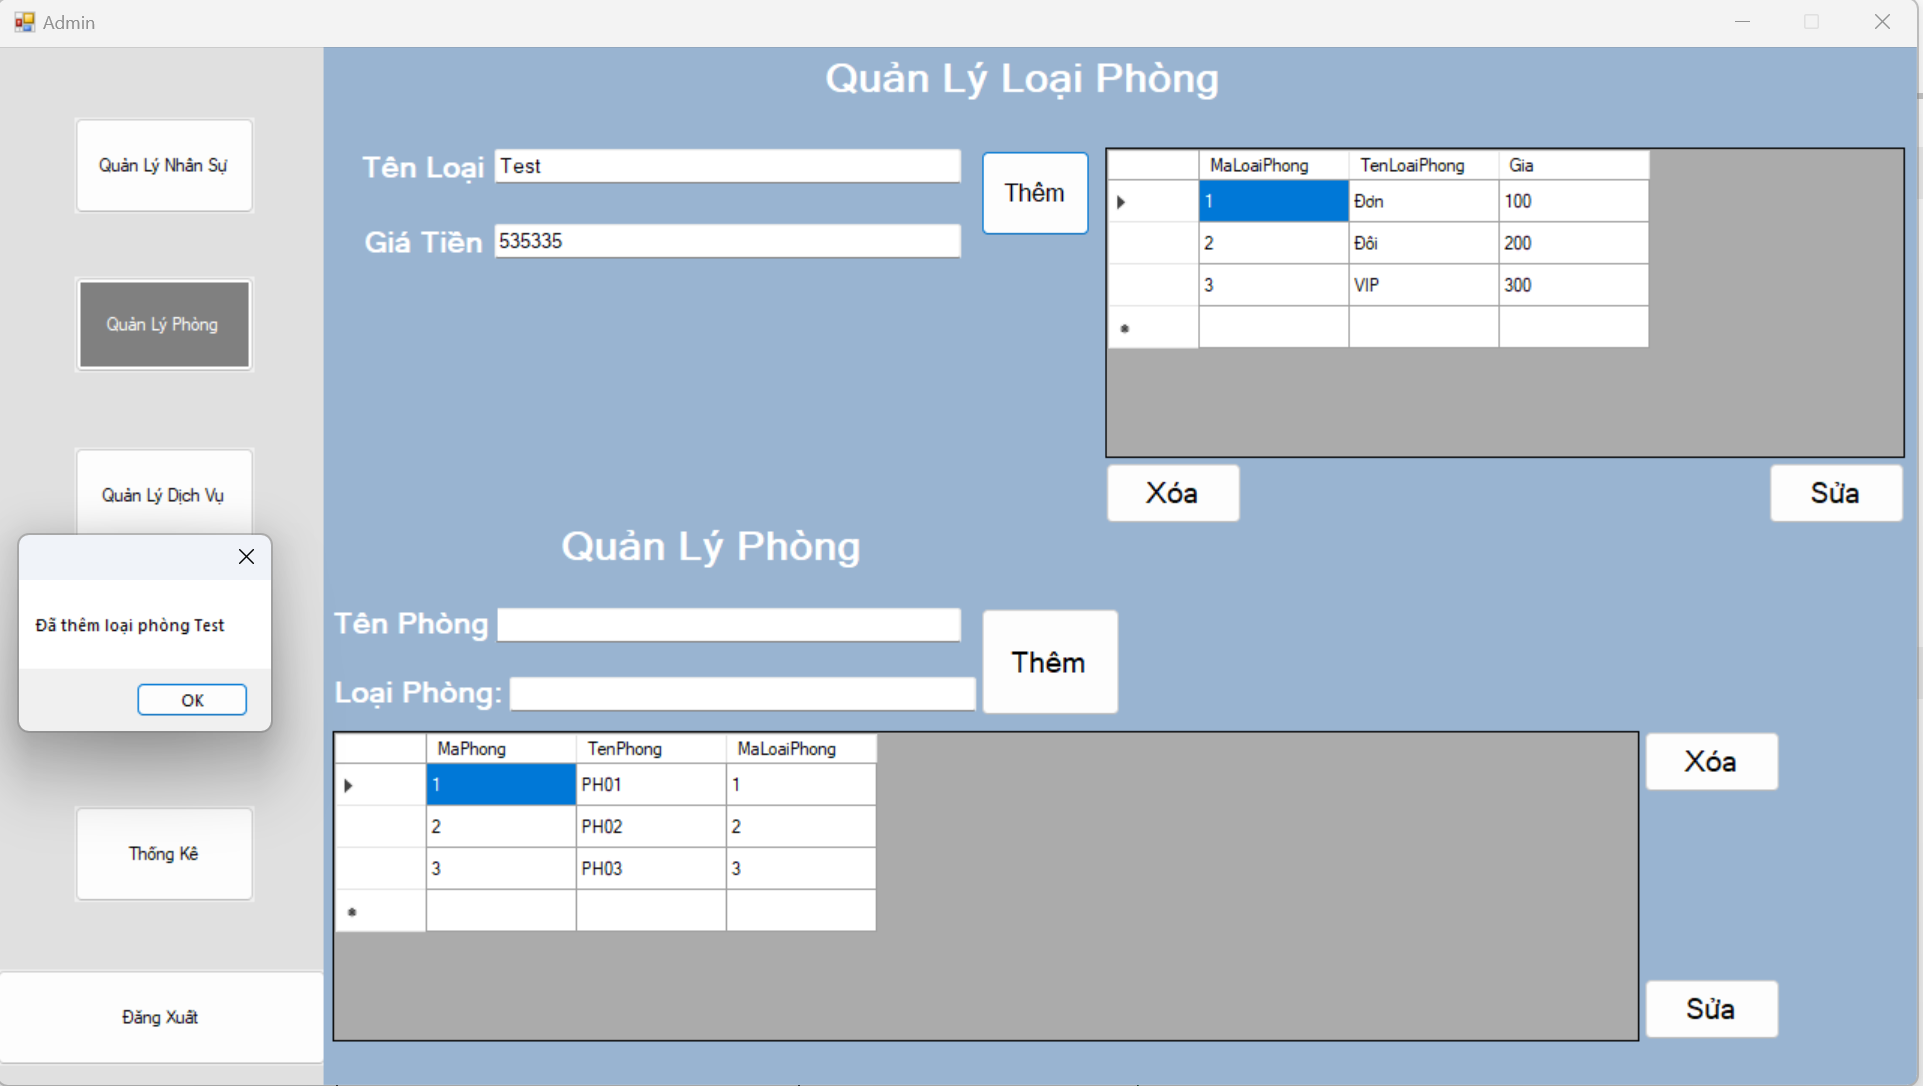 Admin
Quản Lý Nhân Sự
Quản Lý Phòng
Quản Lý Dịch Vụ
Đã thêm loại phòng Test
OK
Thống Kê
Đăng Xuất
Quản Lý Loại Phòng
Tên Loại Test
Giá Tiền 535335
Thêm
MaLoaiPhong TenLoaiPhong Gia
1 Đơn 100
2 Đôi 200
3 VIP 300
Xóa
Sửa
Quản Lý Phòng
Tên Phòng
Loại Phòng:
Thêm
MaPhong TenPhong MaLoaiPhong
1 PH01 1
2 PH02 2
3 PH03 3
Xóa
Sửa